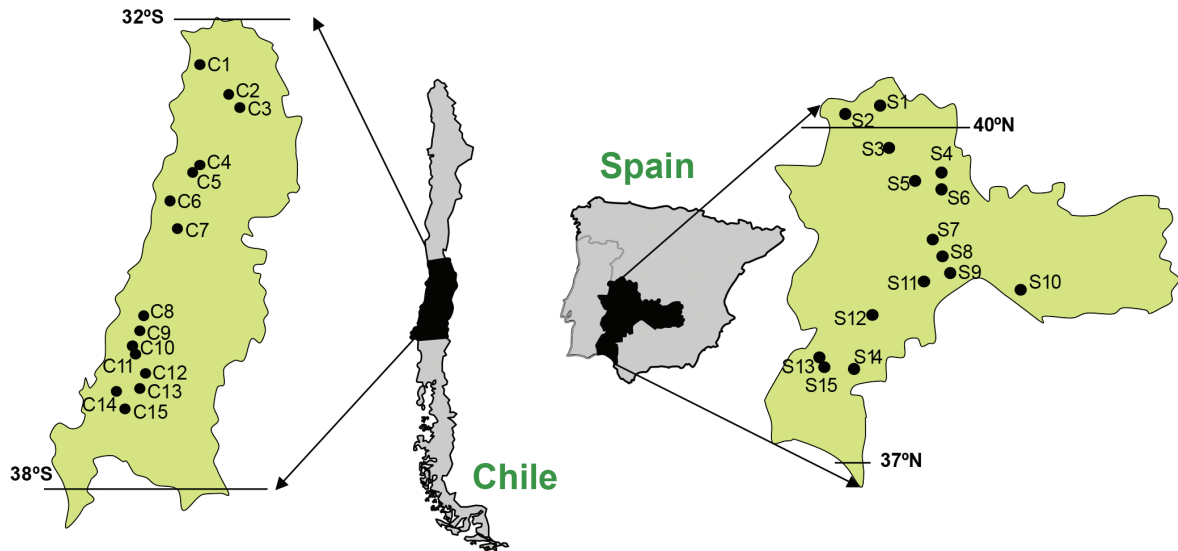 32ºS
C1
C2
C3
C4
C5
C6
C7
C8
C9
C10
C11
C12
C13
C14
C15
38ºS
Chile
Spain
S1
S2
40ºN
S3
S4
S5
S6
S7
S8
S9
S10
S11
S12
S13
S14
S15
37ºN